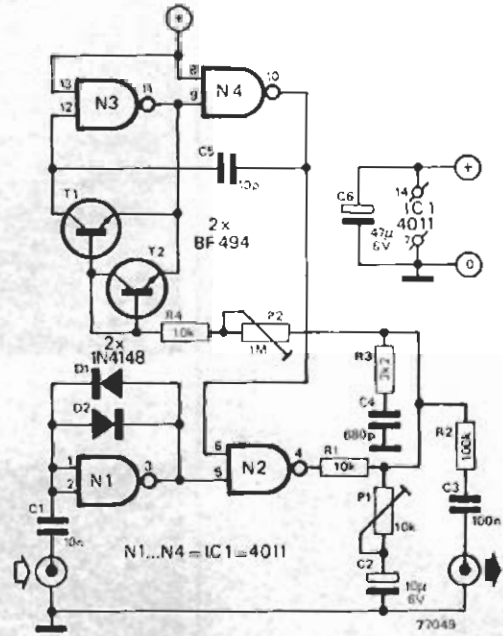 +
13
12
N3
11
8
9
N4
10
C5
10p
T1
2x
BF494
T2
C6
47µ
6V
14
IC1
4011
7
+
0
R4
10k
P2
1M
2x
1N4148
D1
D2
R3
2k2
C4
680p
R2
100k
C3
100n
1
2
N1
3
6
5
N2
4
R1
10k
P1
10k
C1
10n
C2
10µ
6V
N1...N4 = IC1 = 4011
77049